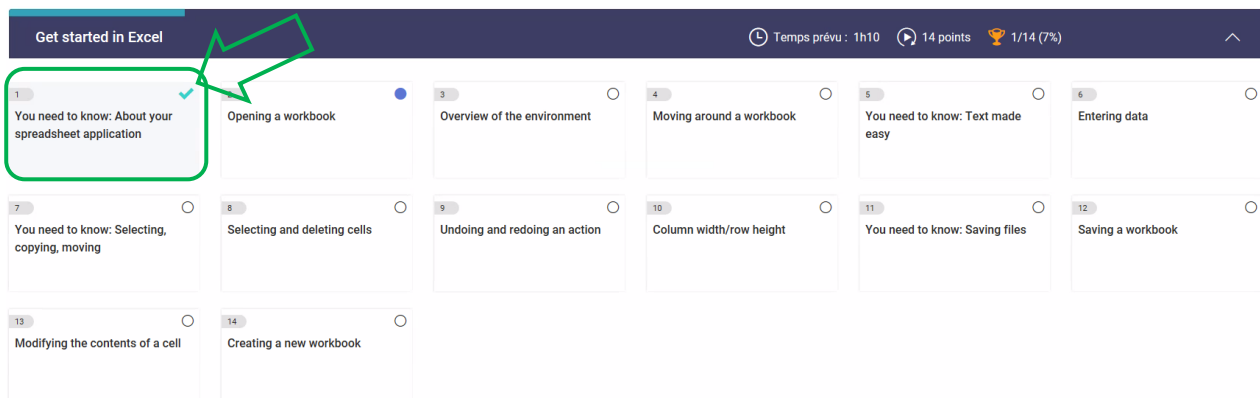 Get started in Excel
Temps prévu : 1h10
14 points
1/14 (7%)
1
You need to know: About your
spreadsheet application
2
Opening a workbook
3
Overview of the environment
4
Moving around a workbook
5
You need to know: Text made
easy
6
Entering data
7
You need to know: Selecting,
copying, moving
8
Selecting and deleting cells
9
Undoing and redoing an action
10
Column width/row height
11
You need to know: Saving files
12
Saving a workbook
13
Modifying the contents of a cell
14
Creating a new workbook